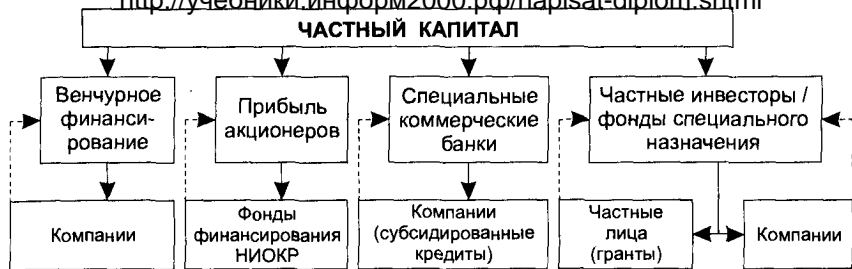 http://учебники.информ2000.рф/napisat-diplom.shtml
ЧАСТНЫЙ КАПИТАЛ
Венчурное
финанси-
рование
Прибыль
акционеров
Специальные
коммерческие
банки
Частные инвесторы /
фонды специального
назначения
Компании
Фонды
финансирования
НИОКР
Компании
(субсидированные
кредиты)
Частные
лица
(гранты)
Компании